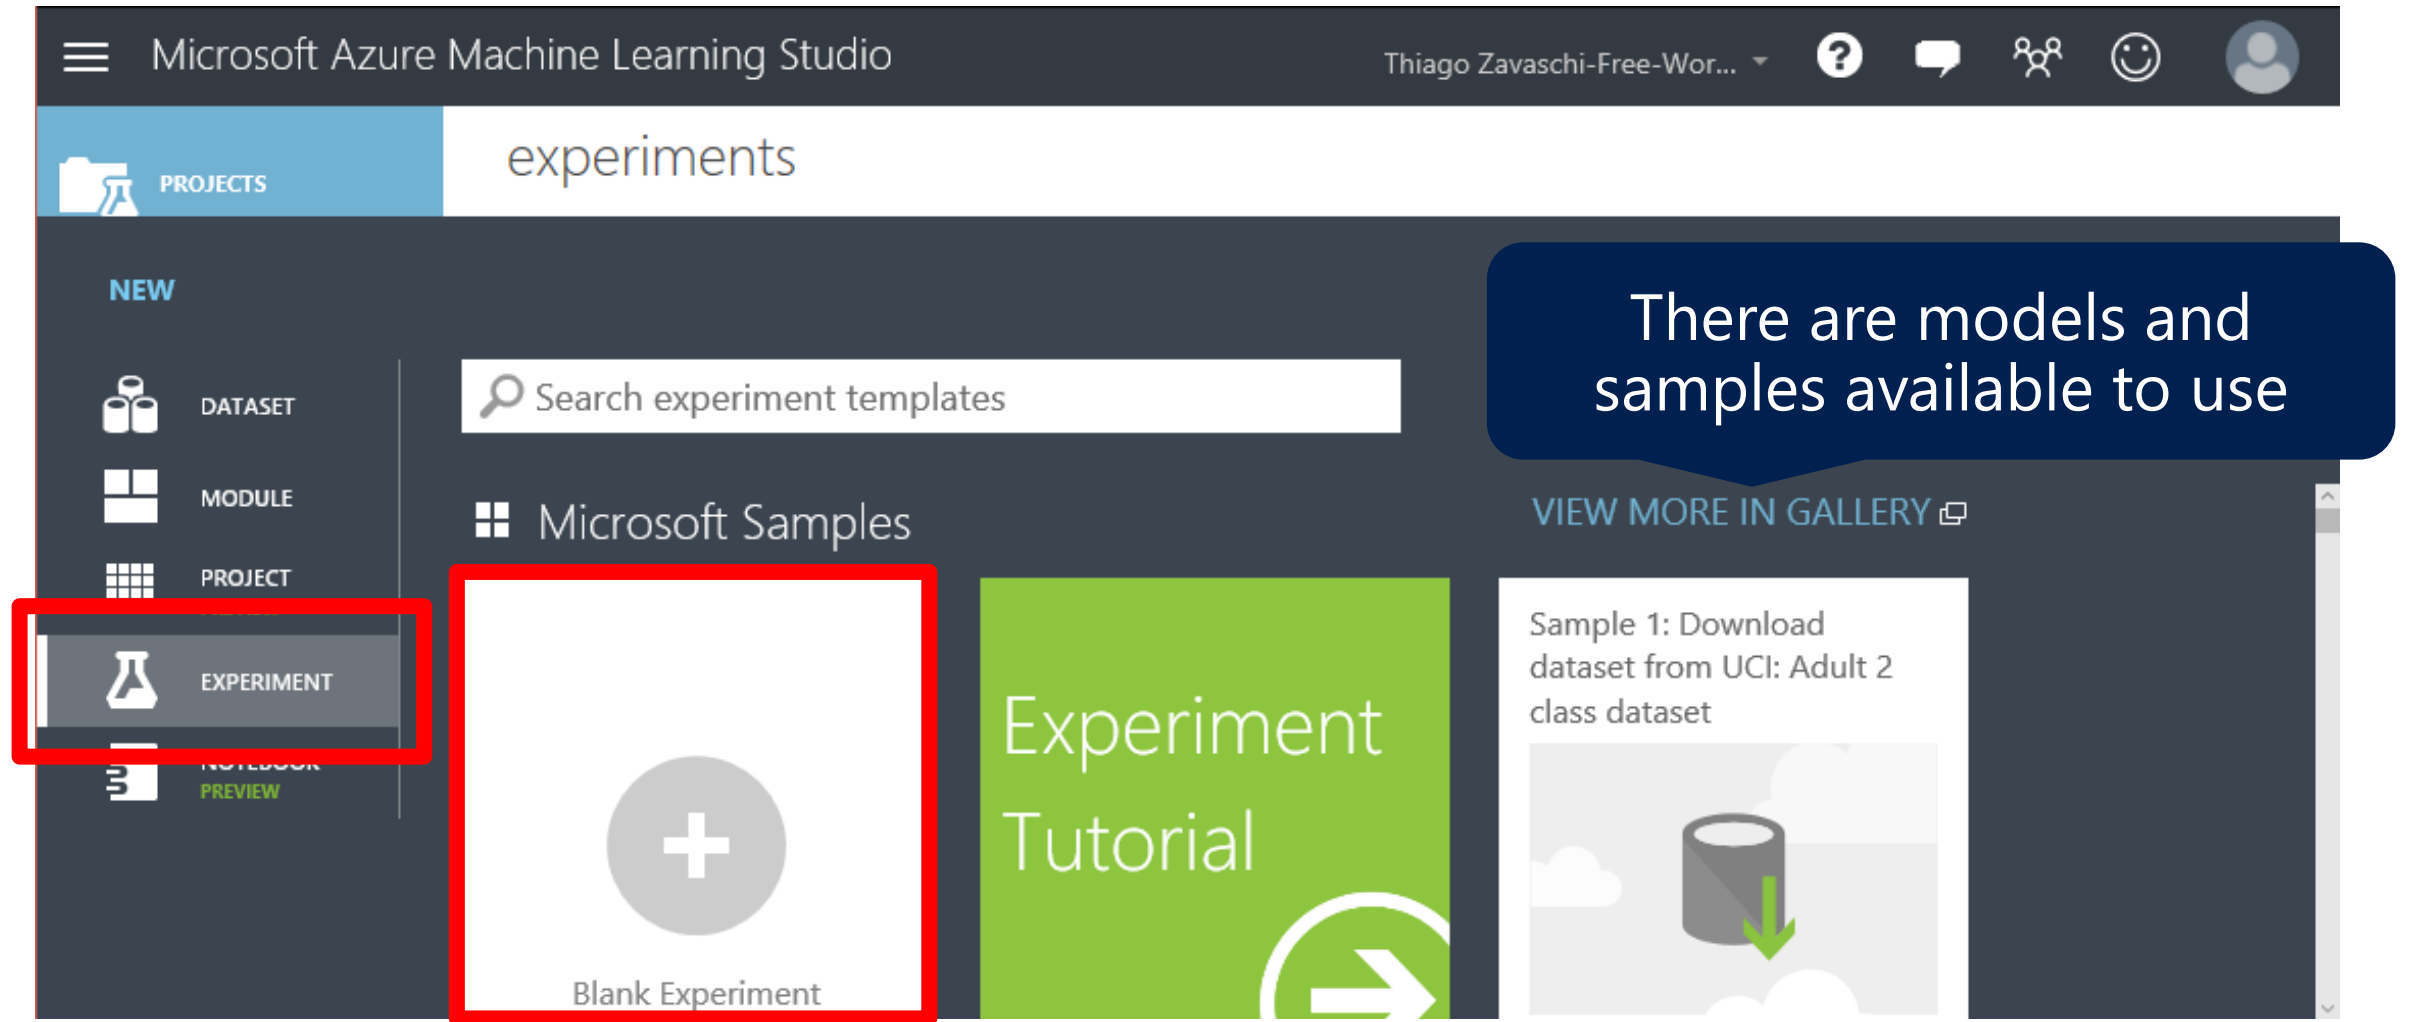 Microsoft Azure Machine Learning Studio
Thiago Zavaschi-Free-Wor...
PROJECTS
experiments
NEW
There are models and
samples available to use
DATASET
MODULE
PROJECT
EXPERIMENT
NOTEBOOK
PREVIEW
Search experiment templates
Microsoft Samples
VIEW MORE IN GALLERY
Blank Experiment
Experiment
Tutorial
Sample 1: Download
dataset from UCI: Adult 2
class dataset